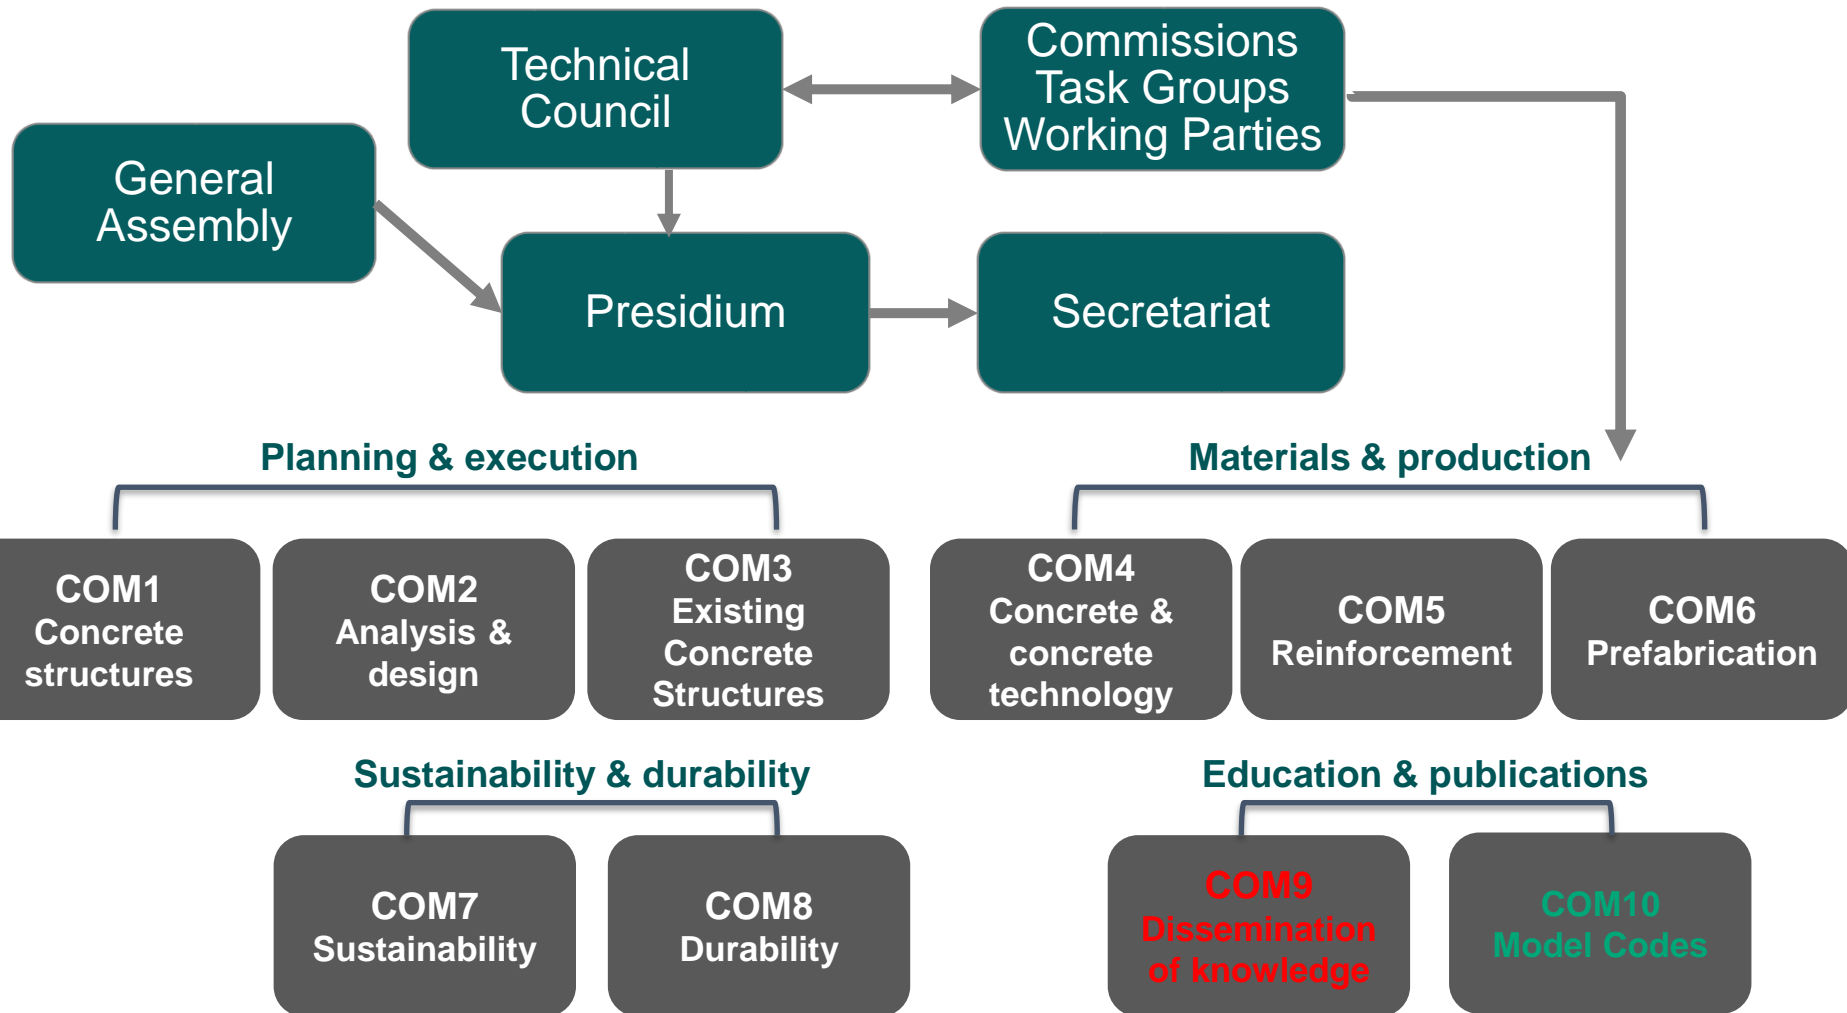 Technical
Council
Commissions
Task Groups
Working Parties
General
Assembly
Presidium
Secretariat
Planning & execution
Materials & production
COM1
Concrete
structures
COM2
Analysis &
design
COM3
Existing
Concrete
Structures
COM4
Concrete &
concrete
technology
COM5
Reinforcement
COM6
Prefabrication
Sustainability & durability
Education & publications
COM7
Sustainability
COM8
Durability
COM9
Dissemination
of knowledge
COM10
Model Codes